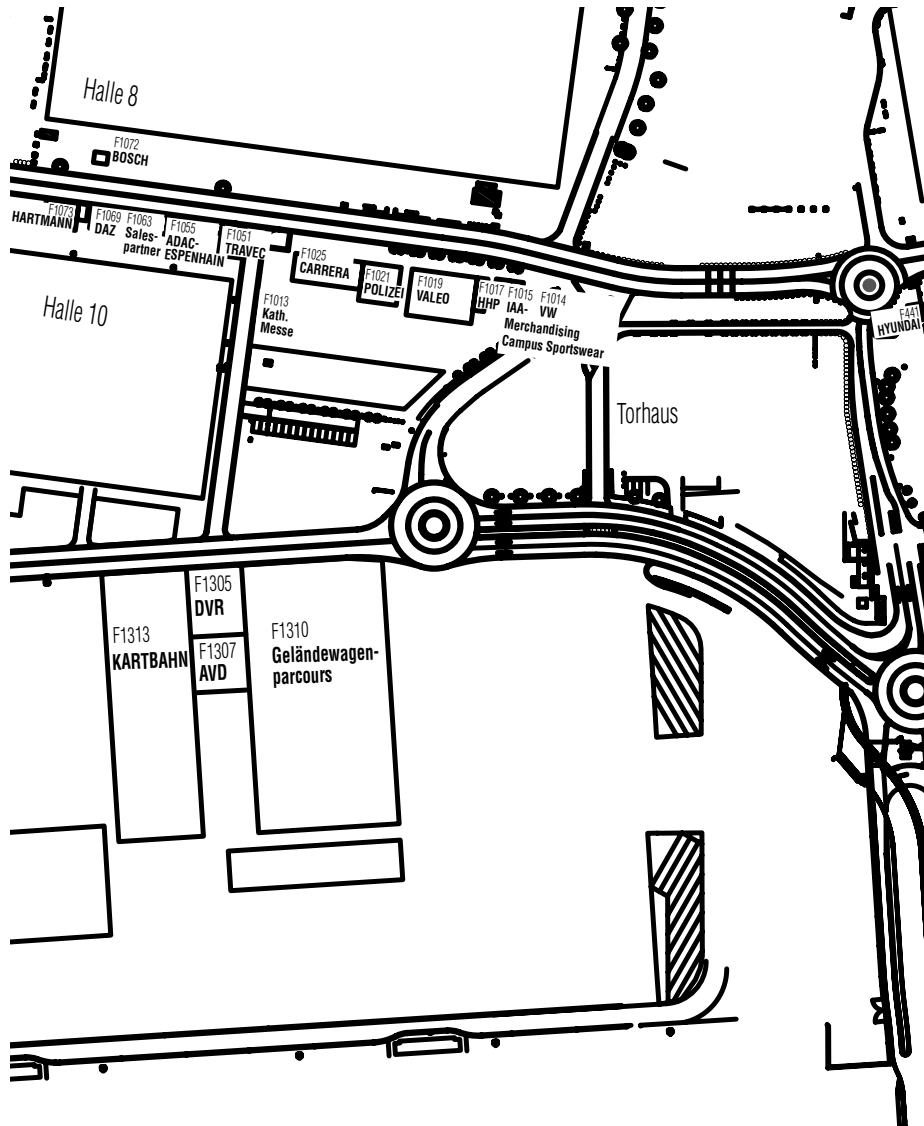 Halle 8
F1072
BOSCH
F1073
HARTMANN
F1069
DAZ
F1063
Sales-
partner
F1055
ADAC-
ESPENHAIN
F1051
TRAVEC
F1025
CARRERA
F1021
POLIZEI
F1019
VALEO
F1017
HHP
F1015
IAA-
F1014
VW
Merchandising
Campus Sportswear
F441
HYUNDAI
Halle 10
F1013
Kath.
Messe
Torhaus
F1305
DVR
F1307
AVD
F1313
KARTBAHN
F1310
Geländewagen-
parcours